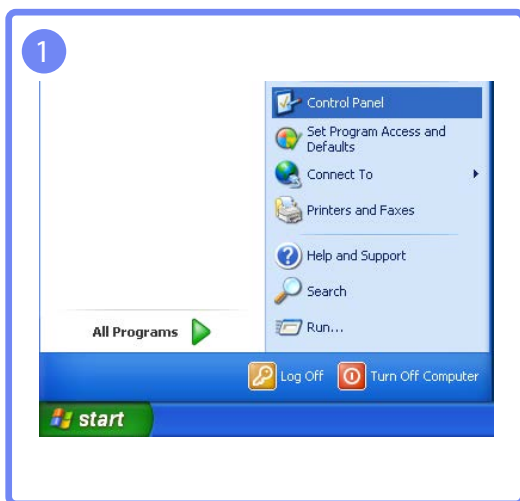 1
Control Panel
Set Program Access and
Defaults
Connect To
Printers and Faxes
Help and Support
Search
Run...
All Programs
Log Off
Turn Off Computer
start